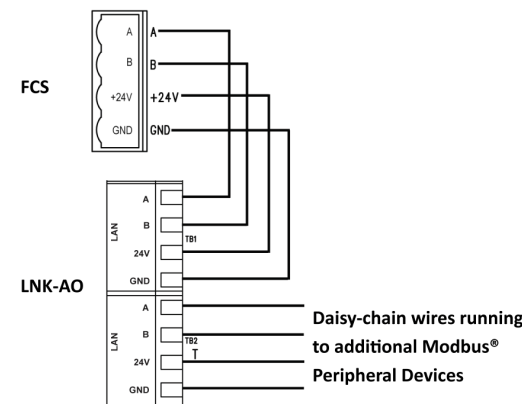 A A
B B
FCS
+24V +24V
GND GND
A
LAN
B
TB1
24V
LNK-AO
GND
A
Daisy-chain wires running
LAN
B
TB2
to additional Modbus®
24V
T
Peripheral Devices
GND